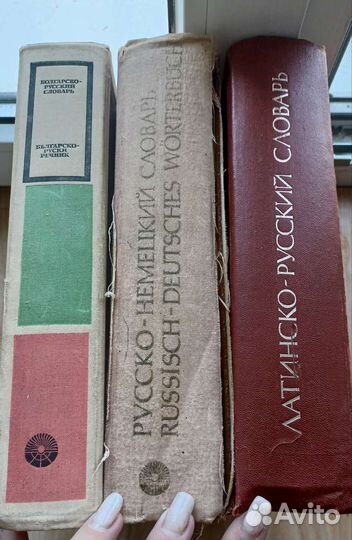 БОЛГАРСКО-
РУССКИЙ
СЛОВАРЬ
БЪЛГАРСКО-
РУСКИ
РЕЧНИК
РУССКО-НЕМЕЦКИЙ СЛОВАРЬ
RUSSISCH-DEUTSCHES WÖRTERBUCH
ЛАТИНСКО-РУССКИЙ СЛОВАРЬ
Avito